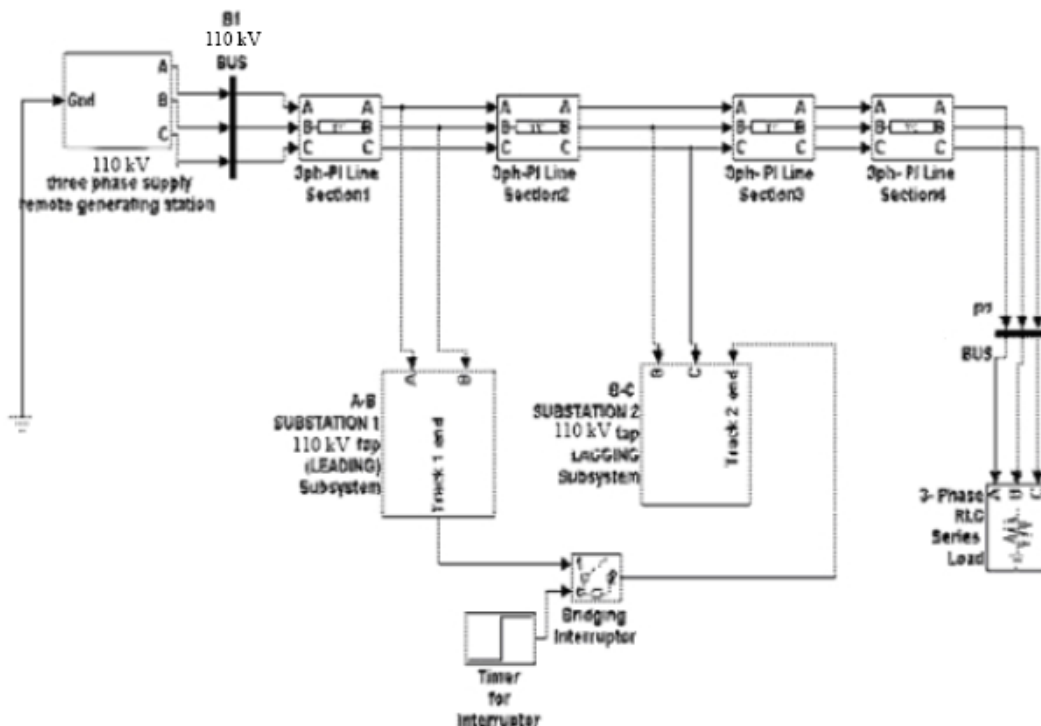 B1
110 kV
BUS
A
B
C
Gnd
110 kV
three phase supply
remote generating station
A A
B B
C C
3ph-PI Line
Section1
A A
B B
C C
3ph-PI Line
Section2
A A
B B
C C
3ph- PI Line
Section3
A A
B B
C C
3ph- PI Line
Section4
A
B
Track 1 end
A-B
SUBSTATION 1
110 kV tap
(LEADING)
Subsystem
B
C
Track 2 end
B-C
SUBSTATION 2
110 kV tap
LAGGING
Subsystem
BUS
A
B
C
3- Phase
RLC
Series
Load
Bridging
Interruptor
Timer
for
Interruptor